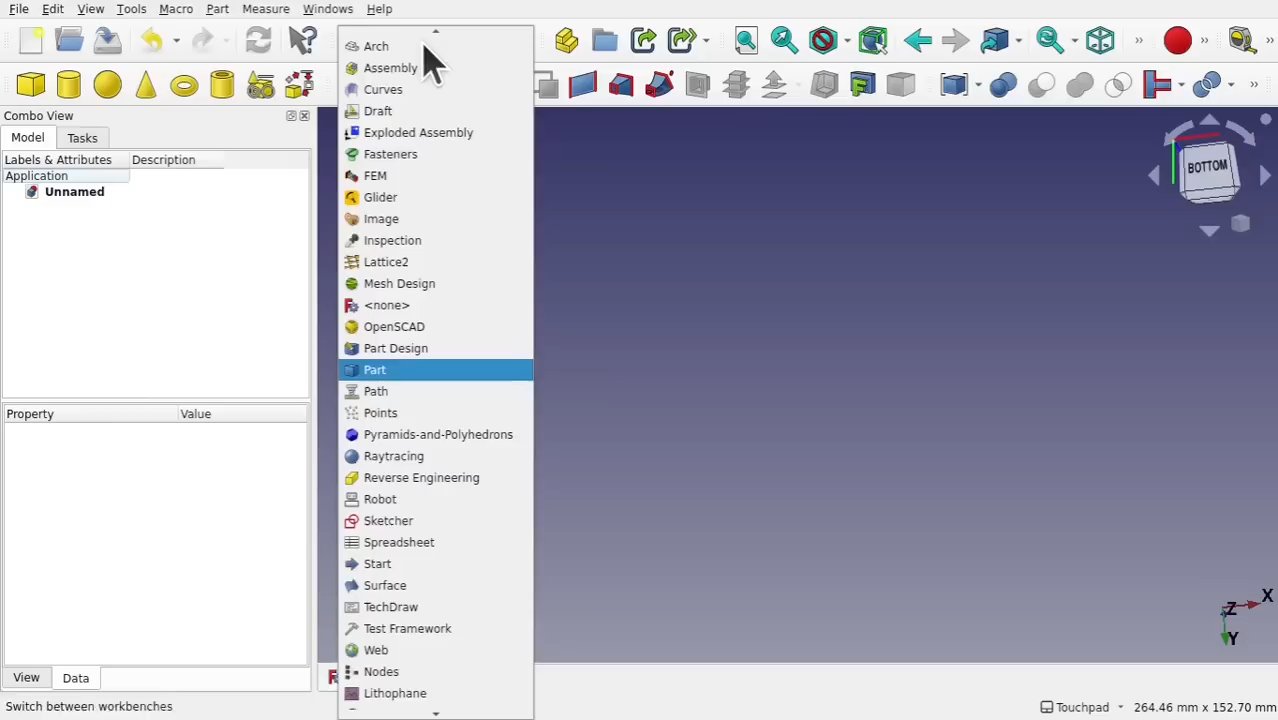 File Edit View Tools Macro Part Measure Windows Help
Combo View
Model Tasks
Labels & Attributes Description
Application
Unnamed
Property Value
View Data
Switch between workbenches
Arch
Assembly
Curves
Draft
Exploded Assembly
Fasteners
FEM
Glider
Image
Inspection
Lattice2
Mesh Design
<none>
OpenSCAD
Part Design
Part
Path
Points
Pyramids-and-Polyhedrons
Raytracing
Reverse Engineering
Robot
Sketcher
Spreadsheet
Start
Surface
TechDraw
Test Framework
Web
Nodes
Lithophane
BOTTOM
X
Z
Y
Touchpad 264.46 mm x 152.70 mm